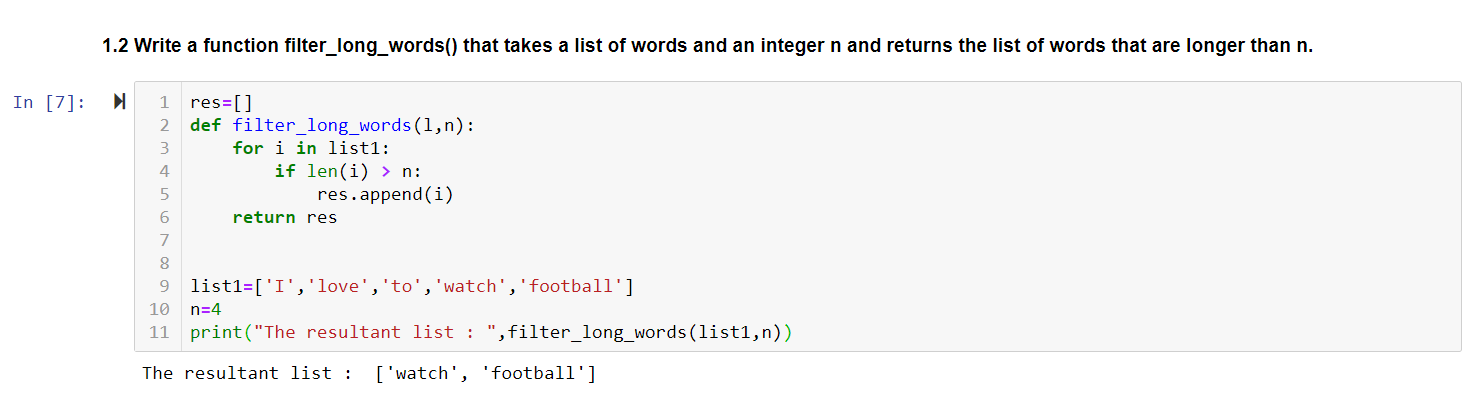 1.2 Write a function filter_long_words() that takes a list of words and an integer n and returns the list of words that are longer than n.
In [7]:
1 res=[]
2 def filter_long_words(l,n):
3     for i in list1:
4         if len(i) > n:
5             res.append(i)
6     return res
7
8
9 list1=['I','love','to','watch','football']
10 n=4
11 print("The resultant list : ",filter_long_words(list1,n))
The resultant list :  ['watch', 'football']